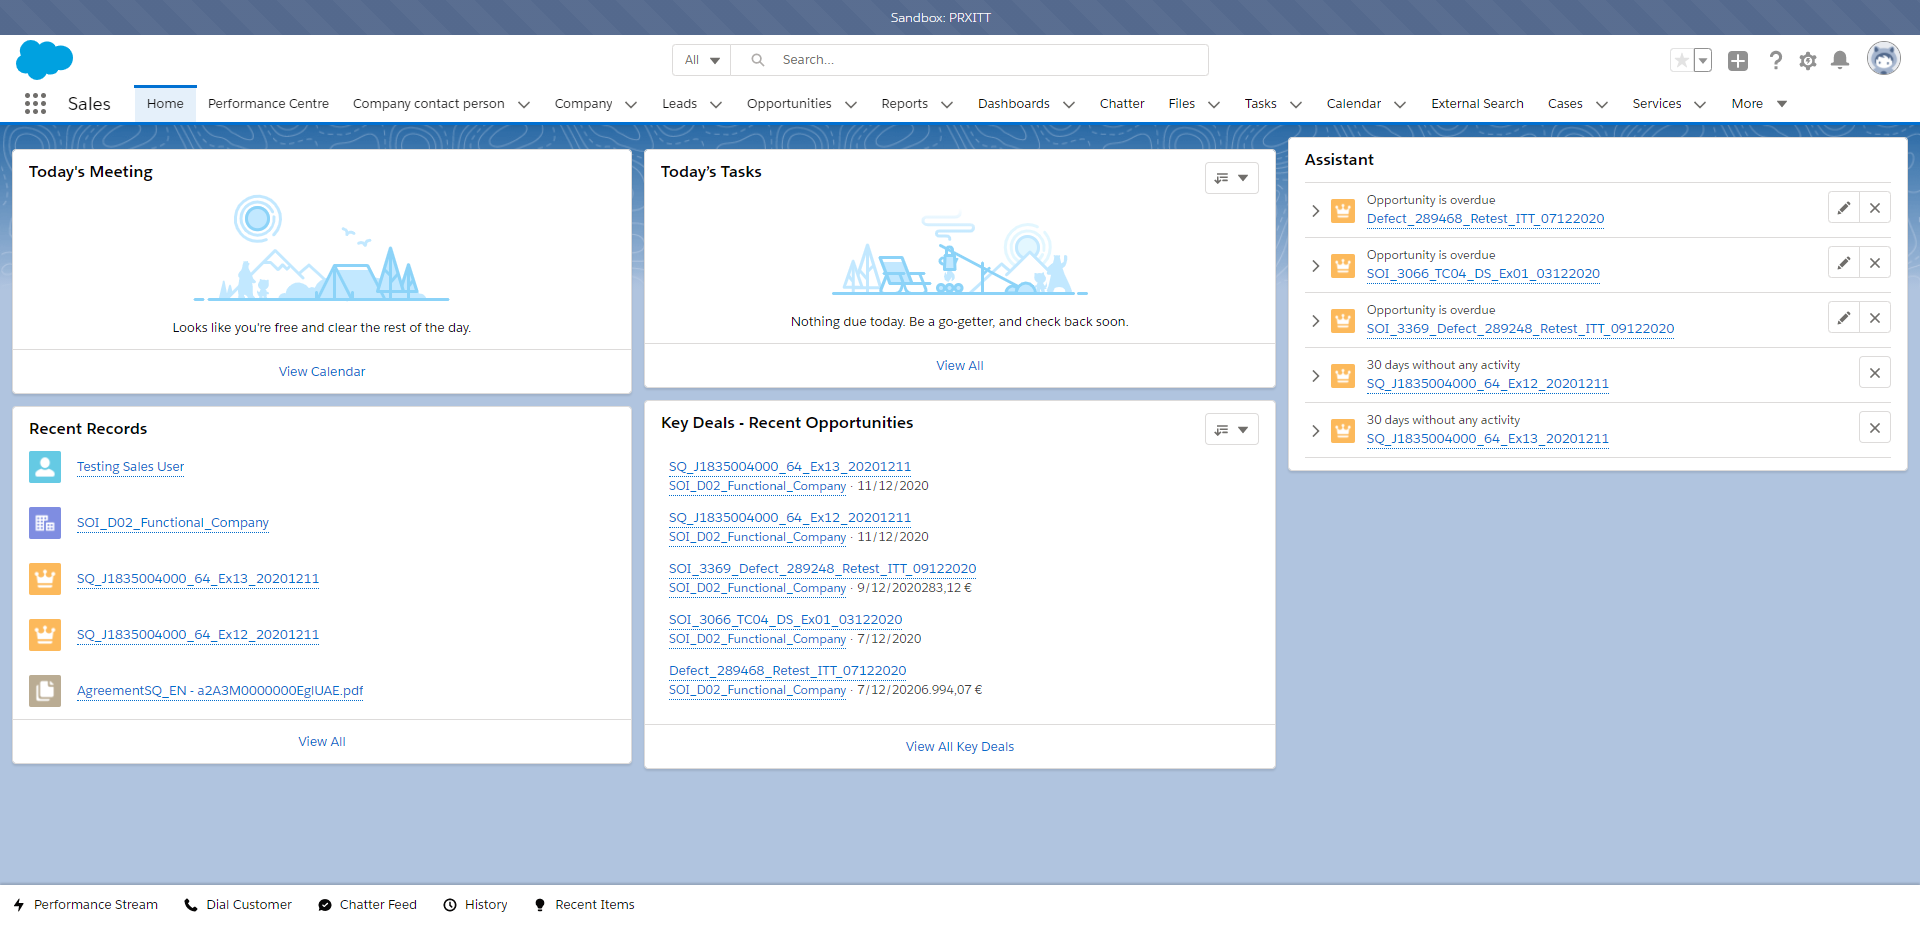 Sandbox: PRXITT
All
Search...
Sales
Home
Performance Centre
Company contact person
Company
Leads
Opportunities
Reports
Dashboards
Chatter
Files
Tasks
Calendar
External Search
Cases
Services
More
Today's Meeting
Looks like you're free and clear the rest of the day.
View Calendar
Recent Records
Testing Sales User
SOI_D02_Functional_Company
SQ_J1835004000_64_Ex13_20201211
SQ_J1835004000_64_Ex12_20201211
AgreementSQ_EN - a2A3M0000000EglUAE.pdf
View All
Today’s Tasks
Nothing due today. Be a go-getter, and check back soon.
View All
Key Deals - Recent Opportunities
SQ_J1835004000_64_Ex13_20201211
SOI_D02_Functional_Company · 11/12/2020
SQ_J1835004000_64_Ex12_20201211
SOI_D02_Functional_Company · 11/12/2020
SOI_3369_Defect_289248_Retest_ITT_09122020
SOI_D02_Functional_Company · 9/12/2020283,12 €
SOI_3066_TC04_DS_Ex01_03122020
SOI_D02_Functional_Company · 7/12/2020
Defect_289468_Retest_ITT_07122020
SOI_D02_Functional_Company · 7/12/20206.994,07 €
View All Key Deals
Assistant
Opportunity is overdue
Defect_289468_Retest_ITT_07122020
Opportunity is overdue
SOI_3066_TC04_DS_Ex01_03122020
Opportunity is overdue
SOI_3369_Defect_289248_Retest_ITT_09122020
30 days without any activity
SQ_J1835004000_64_Ex12_20201211
30 days without any activity
SQ_J1835004000_64_Ex13_20201211
Performance Stream
Dial Customer
Chatter Feed
History
Recent Items